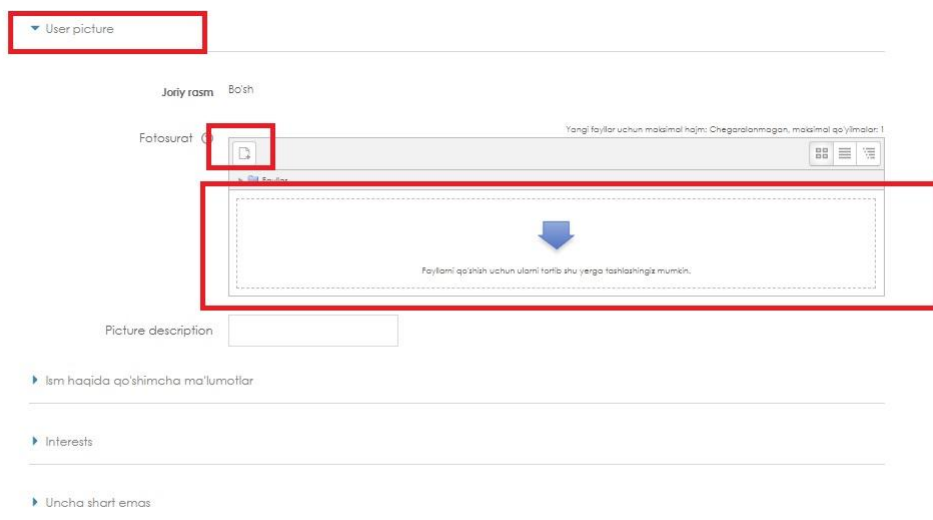 User picture
Joriy rasm Bo'sh
Yangi fayllar uchun maksimal hajm: Chegaralanmagan, maksimal qo'yilmalar: 1
Fotosurat
Fayllar
Fayllarni qo'shish uchun ularni tortib shu yerga tashlashingiz mumkin.
Picture description
Ism haqida qo'shimcha ma'lumotlar
Interests
Uncha shart emas